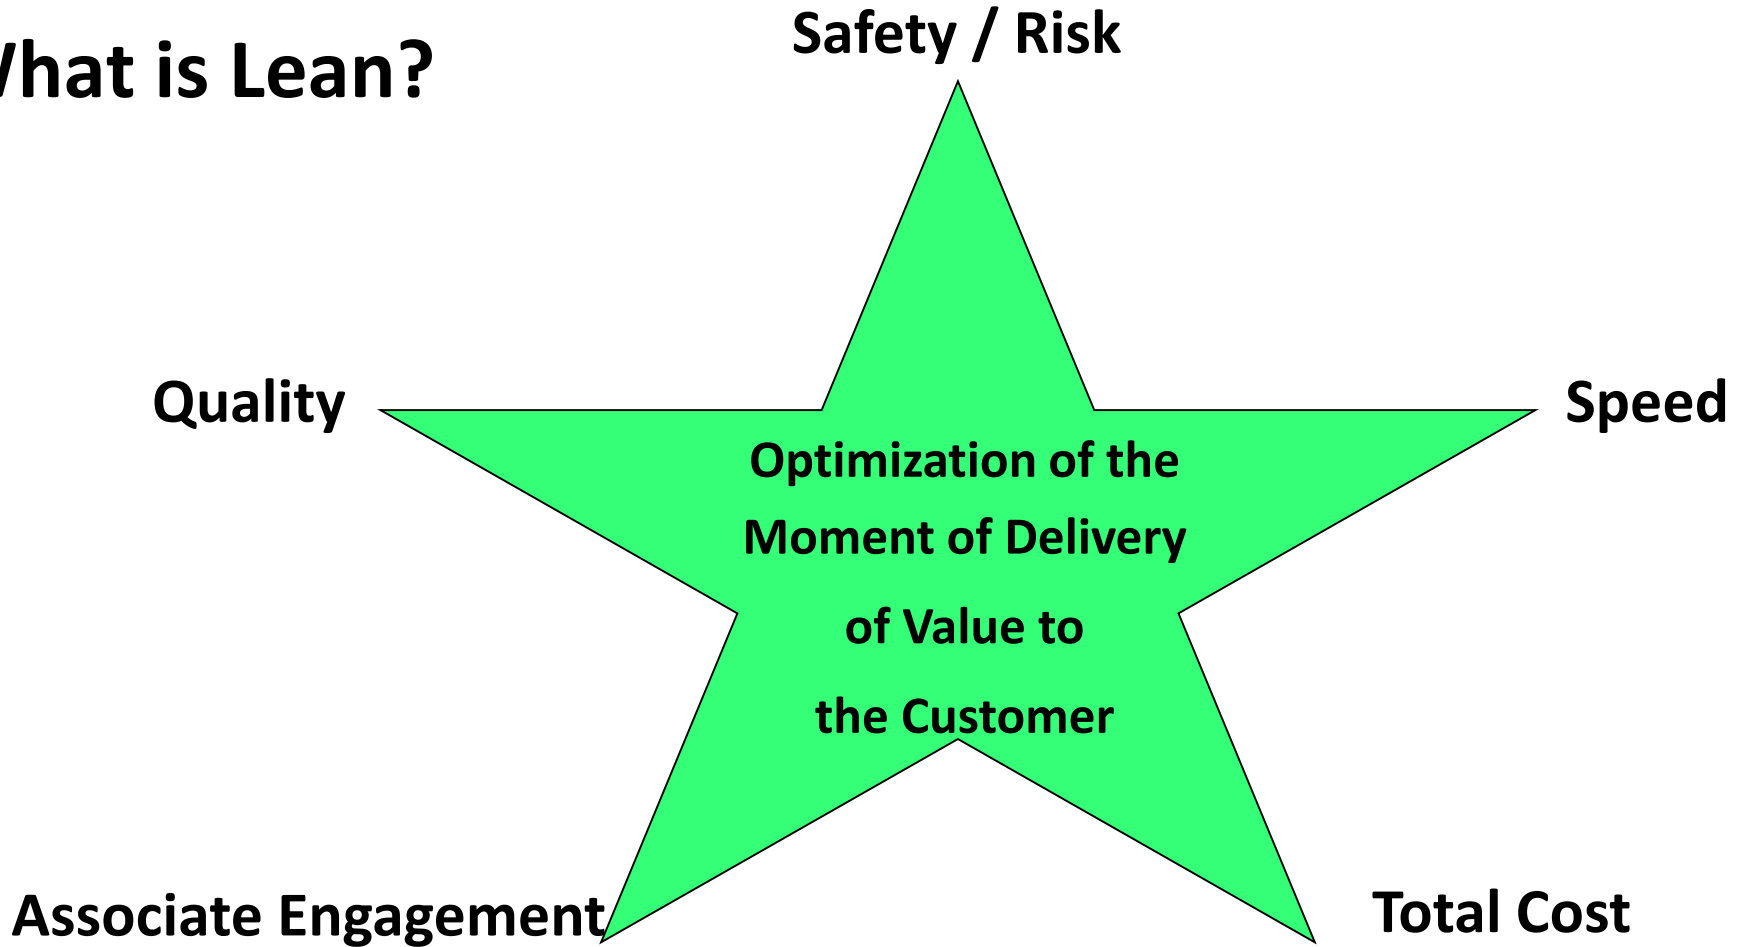 What is Lean?
Safety / Risk
Quality
Speed
Optimization of the
Moment of Delivery
of Value to
the Customer
Associate Engagement
Total Cost